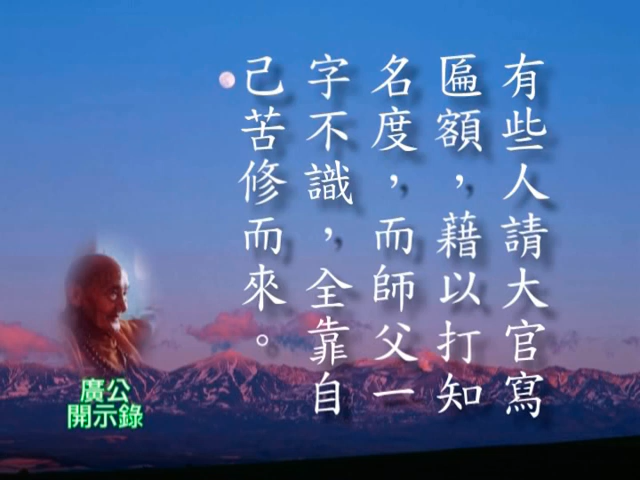 有些人請大官寫
匾額，藉以打知
名度，而師父一
字不識，全靠自
己苦修而來。
廣公
開示錄